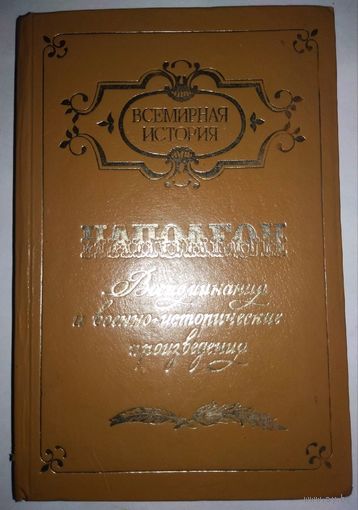 ВСЕМИРНАЯ
ИСТОРИЯ
НАПОЛЕОН
Воспоминания
и военно-исторические
произведения